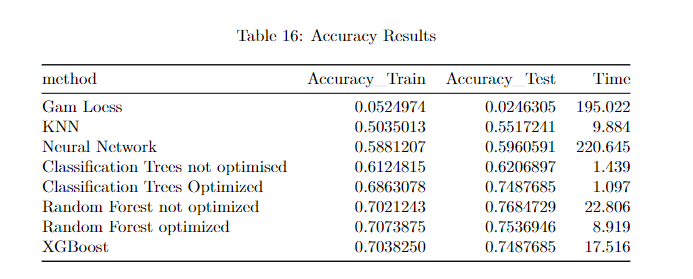 Table 16: Accuracy Results
method Accuracy_Train Accuracy_Test Time
Gam Loess 0.0524974 0.0246305 195.022
KNN 0.5035013 0.5517241 9.884
Neural Network 0.5881207 0.5960591 220.645
Classification Trees not optimised 0.6124815 0.6206897 1.439
Classification Trees Optimized 0.6863078 0.7487685 1.097
Random Forest not optimized 0.7021243 0.7684729 22.806
Random Forest optimized 0.7073875 0.7536946 8.919
XGBoost 0.7038250 0.7487685 17.516